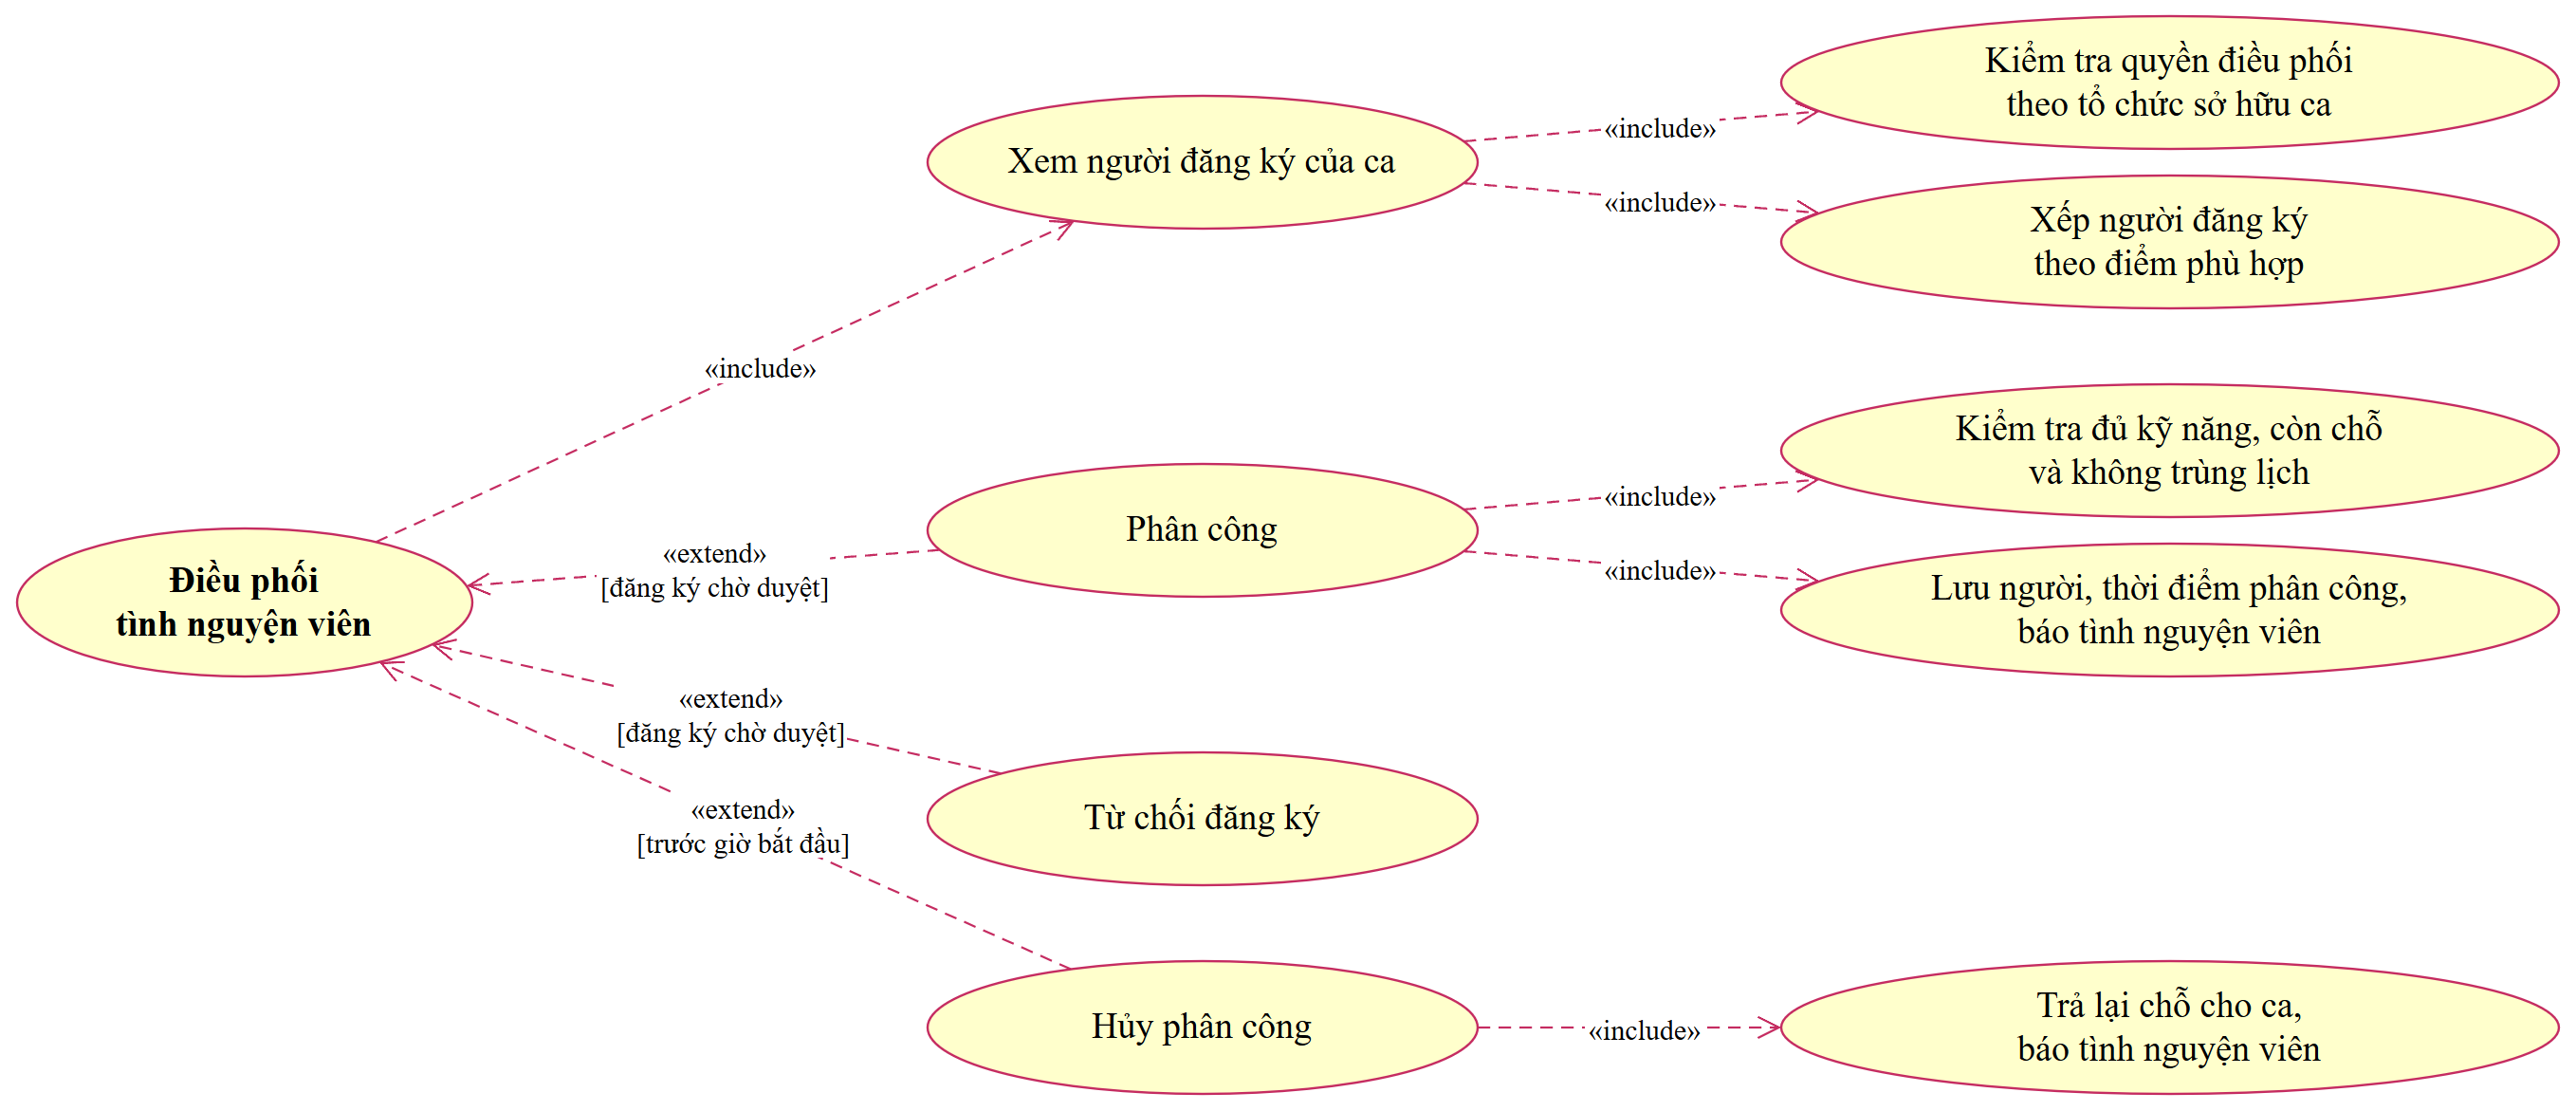 Kiểm tra quyền điều phối
theo tổ chức sở hữu ca
«include»
Xem người đăng ký của ca
«include»
Xếp người đăng ký
theo điểm phù hợp
«include»
Kiểm tra đủ kỹ năng, còn chỗ
và không trùng lịch
«include»
Phân công
«extend»
[đăng ký chờ duyệt]
«include»
Lưu người, thời điểm phân công,
báo tình nguyện viên
Điều phối
tình nguyện viên
«extend»
[đăng ký chờ duyệt]
Từ chối đăng ký
«extend»
[trước giờ bắt đầu]
Hủy phân công
«include»
Trả lại chỗ cho ca,
báo tình nguyện viên